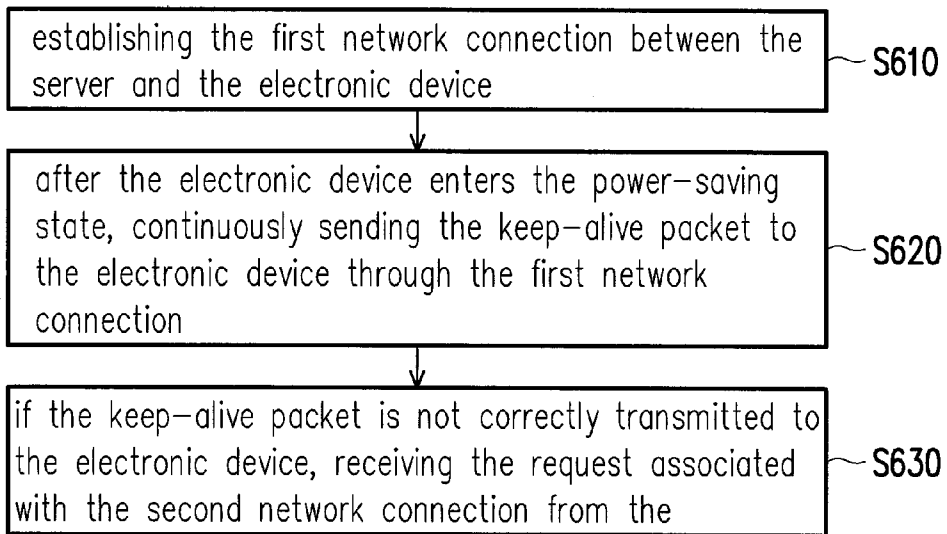 establishing the first network connection between the
server and the electronic device
S610
after the electronic device enters the power-saving
state, continuously sending the keep-alive packet to
the electronic device through the first network
connection
S620
if the keep-alive packet is not correctly transmitted to
the electronic device, receiving the request associated
with the second network connection from the
S630